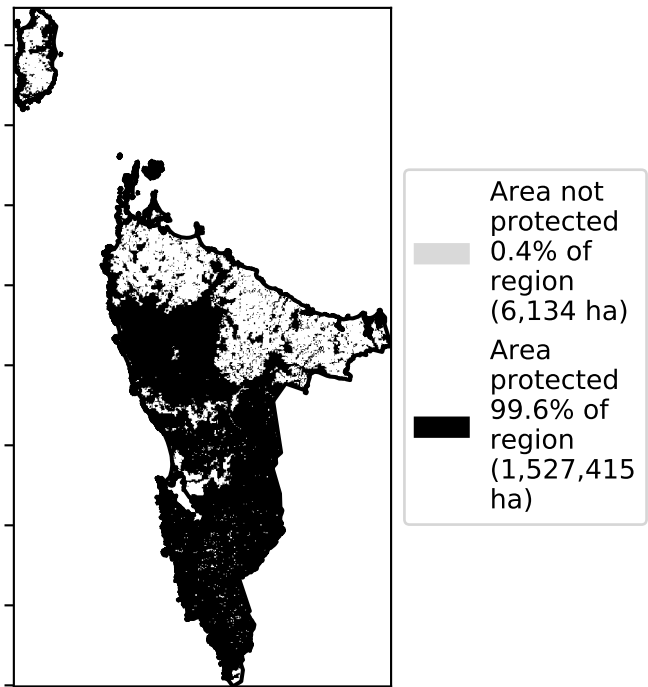 Area not
protected
0.4% of
region
(6,134 ha)
Area
protected
99.6% of
region
(1,527,415
ha)